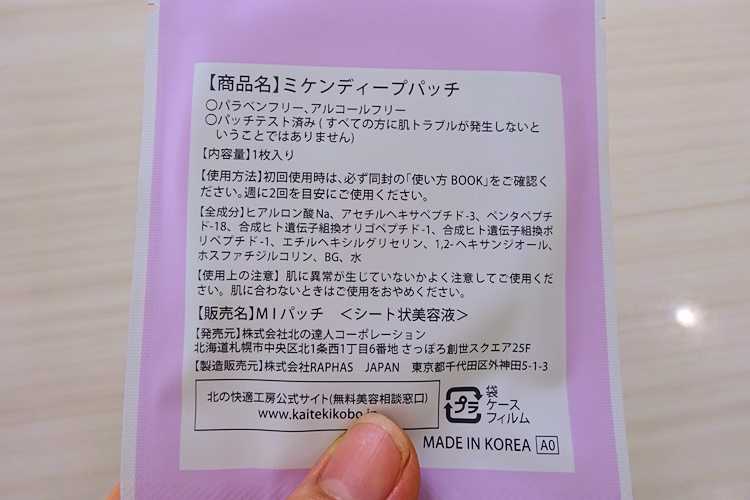 【商品名】ミケンディープパッチ
○パラベンフリー、アルコールフリー
○パッチテスト済み(すべての方に肌トラブルが発生しないと
いうことではありません)
【内容量】1枚入り
【使用方法】初回使用時は、必ず同封の「使い方BOOK」をご確認く
ださい。週に2回を目安にご使用ください。
【全成分】ヒアルロン酸Na、アセチルヘキサペプチド-3、ペンタペプチ
ド-18、合成ヒト遺伝子組換オリゴペプチド-1、合成ヒト遺伝子組換ポ
リペプチド-1、エチルヘキシルグリセリン、1,2-ヘキサンジオール、
ホスファチジルコリン、BG、水
【使用上の注意】肌に異常が生じていないかよく注意してご使用くだ
さい。肌に合わないときはご使用をおやめください。
【販売名】MIパッチ <シート状美容液>
【発売元】株式会社北の達人コーポレーション
北海道札幌市中央区北1条西1丁目6番地 さっぽろ創世スクエア25F
【製造販売元】株式会社RAPHAS JAPAN 東京都千代田区外神田5-1-3
北の快適工房公式サイト(無料美容相談窓口)
www.kaitekikobo.jp
プラ
袋
ケース
フィルム
MADE IN KOREA A0